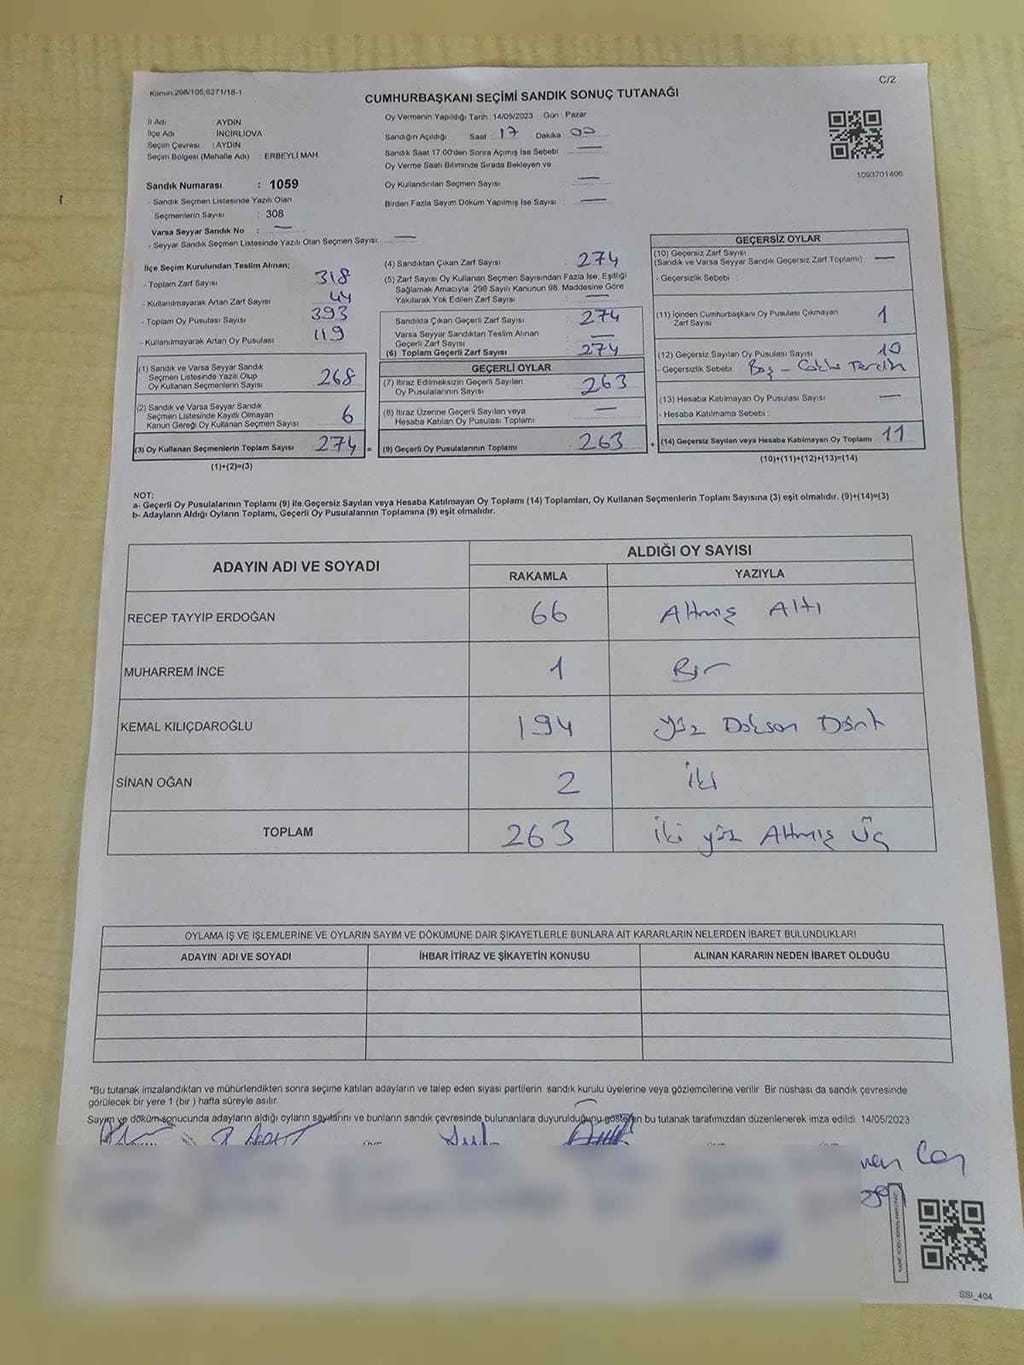 Kanun:298/105,6271/18-1
C/2
CUMHURBAŞKANI SEÇİMİ SANDIK SONUÇ TUTANAĞI
İl Adı : AYDIN
İlçe Adı : İNCİRLİOVA
Seçim Çevresi : AYDIN
Seçim Bölgesi (Mahalle Adı) : ERBEYLİ MAH.
Sandık Numarası : 1059
- Sandık Seçmen Listesinde Yazılı Olan
Seçmenlerin Sayısı : 308
Varsa Seyyar Sandık No : —
- Seyyar Sandık Seçmen Listesinde Yazılı Olan Seçmen Sayısı: —
Oy Vermenin Yapıldığı Tarih: 14/05/2023 Gün Pazar
Sandığın Açıldığı Saat : 17 Dakika 00
Sandık Saat 17.00'den Sonra Açılmış İse Sebebi —
Oy Verme Saati Bitiminde Sırada Bekleyen ve
Oy Kullandırılan Seçmen Sayısı —
Birden Fazla Sayım Döküm Yapılmış İse Sayısı : —
1093701406
İlçe Seçim Kurulundan Teslim Alınan;
- Toplam Zarf Sayısı : 318
- Kullanılmayarak Artan Zarf Sayısı : 44
- Toplam Oy Pusulası Sayısı : 393
- Kullanılmayarak Artan Oy Pusulası : 119
(1) Sandık ve Varsa Seyyar Sandık
Seçmen Listesinde Yazılı Olup
Oy Kullanan Seçmenlerin Sayısı : 268
(2) Sandık ve Varsa Seyyar Sandık
Seçmen Listesinde Kayıtlı Olmayan
Kanun Gereği Oy Kullanan Seçmen Sayısı : 6
(3) Oy Kullanan Seçmenlerin Toplam Sayısı : 274 =
(1)+(2)=(3)
(4) Sandıktan Çıkan Zarf Sayısı : 274
(5) Zarf Sayısı Oy Kullanan Seçmen Sayısından Fazla İse, Eşitliği
Sağlamak Amacıyla, 298 Sayılı Kanunun 98. Maddesine Göre
Yakılarak Yok Edilen Zarf Sayısı : —
Sandıkta Çıkan Geçerli Zarf Sayısı : 274
Varsa Seyyar Sandıktan Teslim Alınan
Geçerli Zarf Sayısı : —
(6) Toplam Geçerli Zarf Sayısı : 274
GEÇERLİ OYLAR
(7) İtiraz Edilmeksizin Geçerli Sayılan
Oy Pusulalarının Sayısı : 263
(8) İtiraz Üzerine Geçerli Sayılan veya
Hesaba Katılan Oy Pusulası Toplamı : —
(9) Geçerli Oy Pusulalarının Toplamı : 263 +
GEÇERSİZ OYLAR
(10) Geçersiz Zarf Sayısı
(Sandık ve Varsa Seyyar Sandık Geçersiz Zarf Toplamı) : —
- Geçersizlik Sebebi :
(11) İçinden Cumhurbaşkanı Oy Pusulası Çıkmayan
Zarf Sayısı : 1
(12) Geçersiz Sayılan Oy Pusulası Sayısı : 10
- Geçersizlik Sebebi : Boş - Çoklu Tercih
(13) Hesaba Katılmayan Oy Pusulası Sayısı : —
- Hesaba Katılmama Sebebi :
(14) Geçersiz Sayılan veya Hesaba Katılmayan Oy Toplamı : 11
(10)+(11)+(12)+(13)=(14)
NOT:
a- Geçerli Oy Pusulalarının Toplamı (9) ile Geçersiz Sayılan veya Hesaba Katılmayan Oy Toplamı (14) Toplamları, Oy Kullanan Seçmenlerin Toplam Sayısına (3) eşit olmalıdır. (9)+(14)=(3)
b- Adayların Aldığı Oyların Toplamı, Geçerli Oy Pusulalarının Toplamına (9) eşit olmalıdır.
ADAYIN ADI VE SOYADI
ALDIĞI OY SAYISI
RAKAMLA YAZIYLA
RECEP TAYYİP ERDOĞAN 66 Altmış Altı
MUHARREM İNCE 1 Bir
KEMAL KILIÇDAROĞLU 194 yüz Doksan Dört
SİNAN OĞAN 2 iki
TOPLAM 263 iki yüz Altmış Üç
OYLAMA İŞ VE İŞLEMLERİNE VE OYLARIN SAYIM VE DÖKÜMÜNE DAİR ŞİKAYETLERLE BUNLARA AİT KARARLARIN NELERDEN İBARET BULUNDUKLARI
ADAYIN ADI VE SOYADI İHBAR İTİRAZ VE ŞİKAYETİN KONUSU ALINAN KARARIN NEDEN İBARET OLDUĞU
*Bu tutanak imzalandıktan ve mühürlendikten sonra seçime katılan adayların ve talep eden siyasi partilerin sandık kurulu üyelerine veya gözlemcilerine verilir. Bir nüshası da sandık çevresinde
görülecek bir yere 1 (bir) hafta süreyle asılır.
Sayım ve döküm sonucunda adayların aldığı oyların sayılarını ve bunların sandık çevresinde bulunanlara duyurulduğunu gösteren bu tutanak tarafımızdan düzenlenerek imza edildi. 14/05/2023
SSI_404